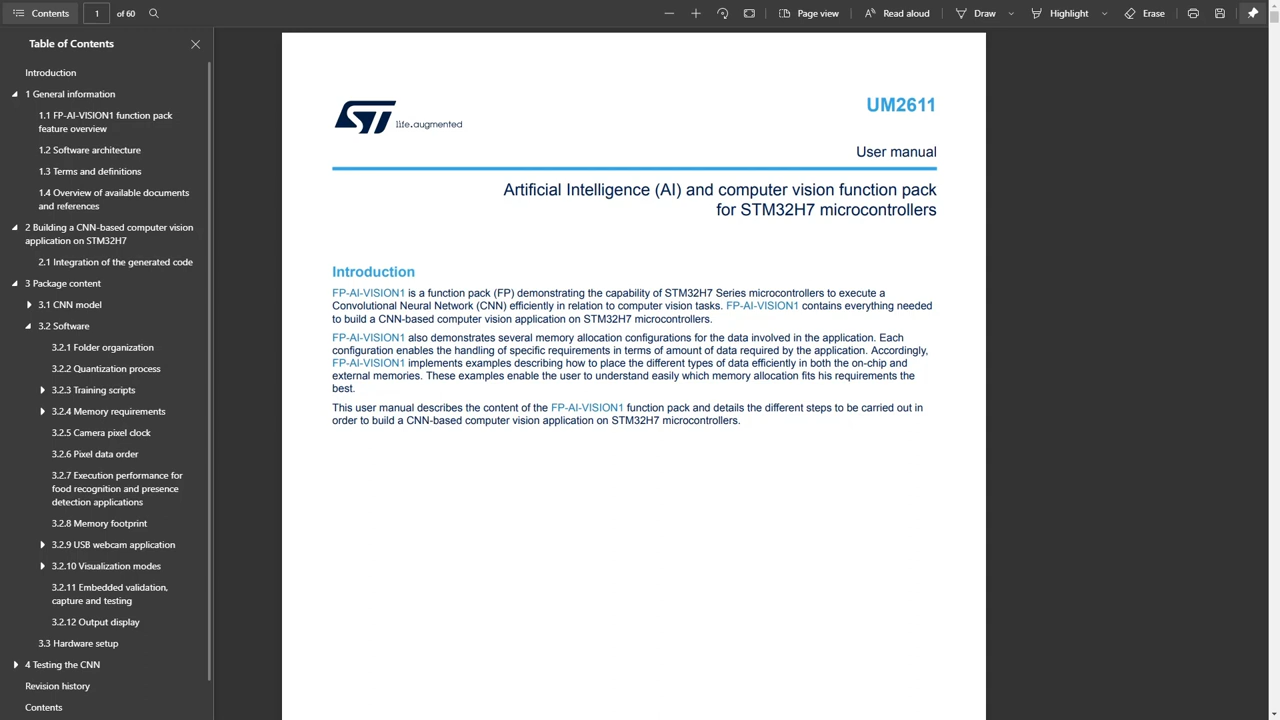 Contents
1
of 60
Page view
Read aloud
Draw
Highlight
Erase
Table of Contents
Introduction
1 General information
1.1 FP-AI-VISION1 function pack
feature overview
1.2 Software architecture
1.3 Terms and definitions
1.4 Overview of available documents
and references
2 Building a CNN-based computer vision
application on STM32H7
2.1 Integration of the generated code
3 Package content
3.1 CNN model
3.2 Software
3.2.1 Folder organization
3.2.2 Quantization process
3.2.3 Training scripts
3.2.4 Memory requirements
3.2.5 Camera pixel clock
3.2.6 Pixel data order
3.2.7 Execution performance for
food recognition and presence
detection applications
3.2.8 Memory footprint
3.2.9 USB webcam application
3.2.10 Visualization modes
3.2.11 Embedded validation,
capture and testing
3.2.12 Output display
3.3 Hardware setup
4 Testing the CNN
Revision history
Contents
ST
life.augmented
UM2611
User manual
Artificial Intelligence (AI) and computer vision function pack
for STM32H7 microcontrollers
Introduction
FP-AI-VISION1 is a function pack (FP) demonstrating the capability of STM32H7 Series microcontrollers to execute a
Convolutional Neural Network (CNN) efficiently in relation to computer vision tasks. FP-AI-VISION1 contains everything needed
to build a CNN-based computer vision application on STM32H7 microcontrollers.
FP-AI-VISION1 also demonstrates several memory allocation configurations for the data involved in the application. Each
configuration enables the handling of specific requirements in terms of amount of data required by the application. Accordingly,
FP-AI-VISION1 implements examples describing how to place the different types of data efficiently in both the on-chip and
external memories. These examples enable the user to understand easily which memory allocation fits his requirements the
best.
This user manual describes the content of the FP-AI-VISION1 function pack and details the different steps to be carried out in
order to build a CNN-based computer vision application on STM32H7 microcontrollers.